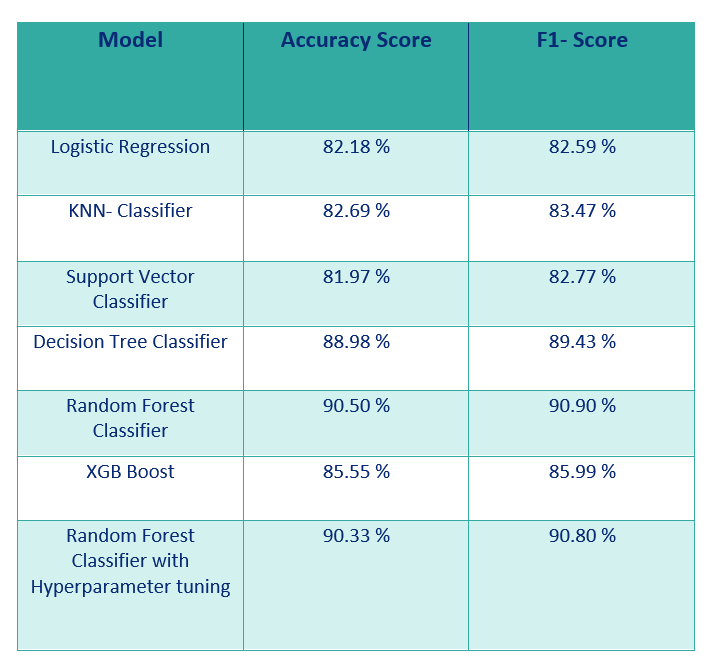 Model Accuracy Score F1- Score
Logistic Regression 82.18 % 82.59 %
KNN- Classifier 82.69 % 83.47 %
Support Vector 81.97 % 82.77 %
Classifier
Decision Tree Classifier 88.98 % 89.43 %
Random Forest 90.50 % 90.90 %
Classifier
XGB Boost 85.55 % 85.99 %
Random Forest 90.33 % 90.80 %
Classifier with
Hyperparameter tuning